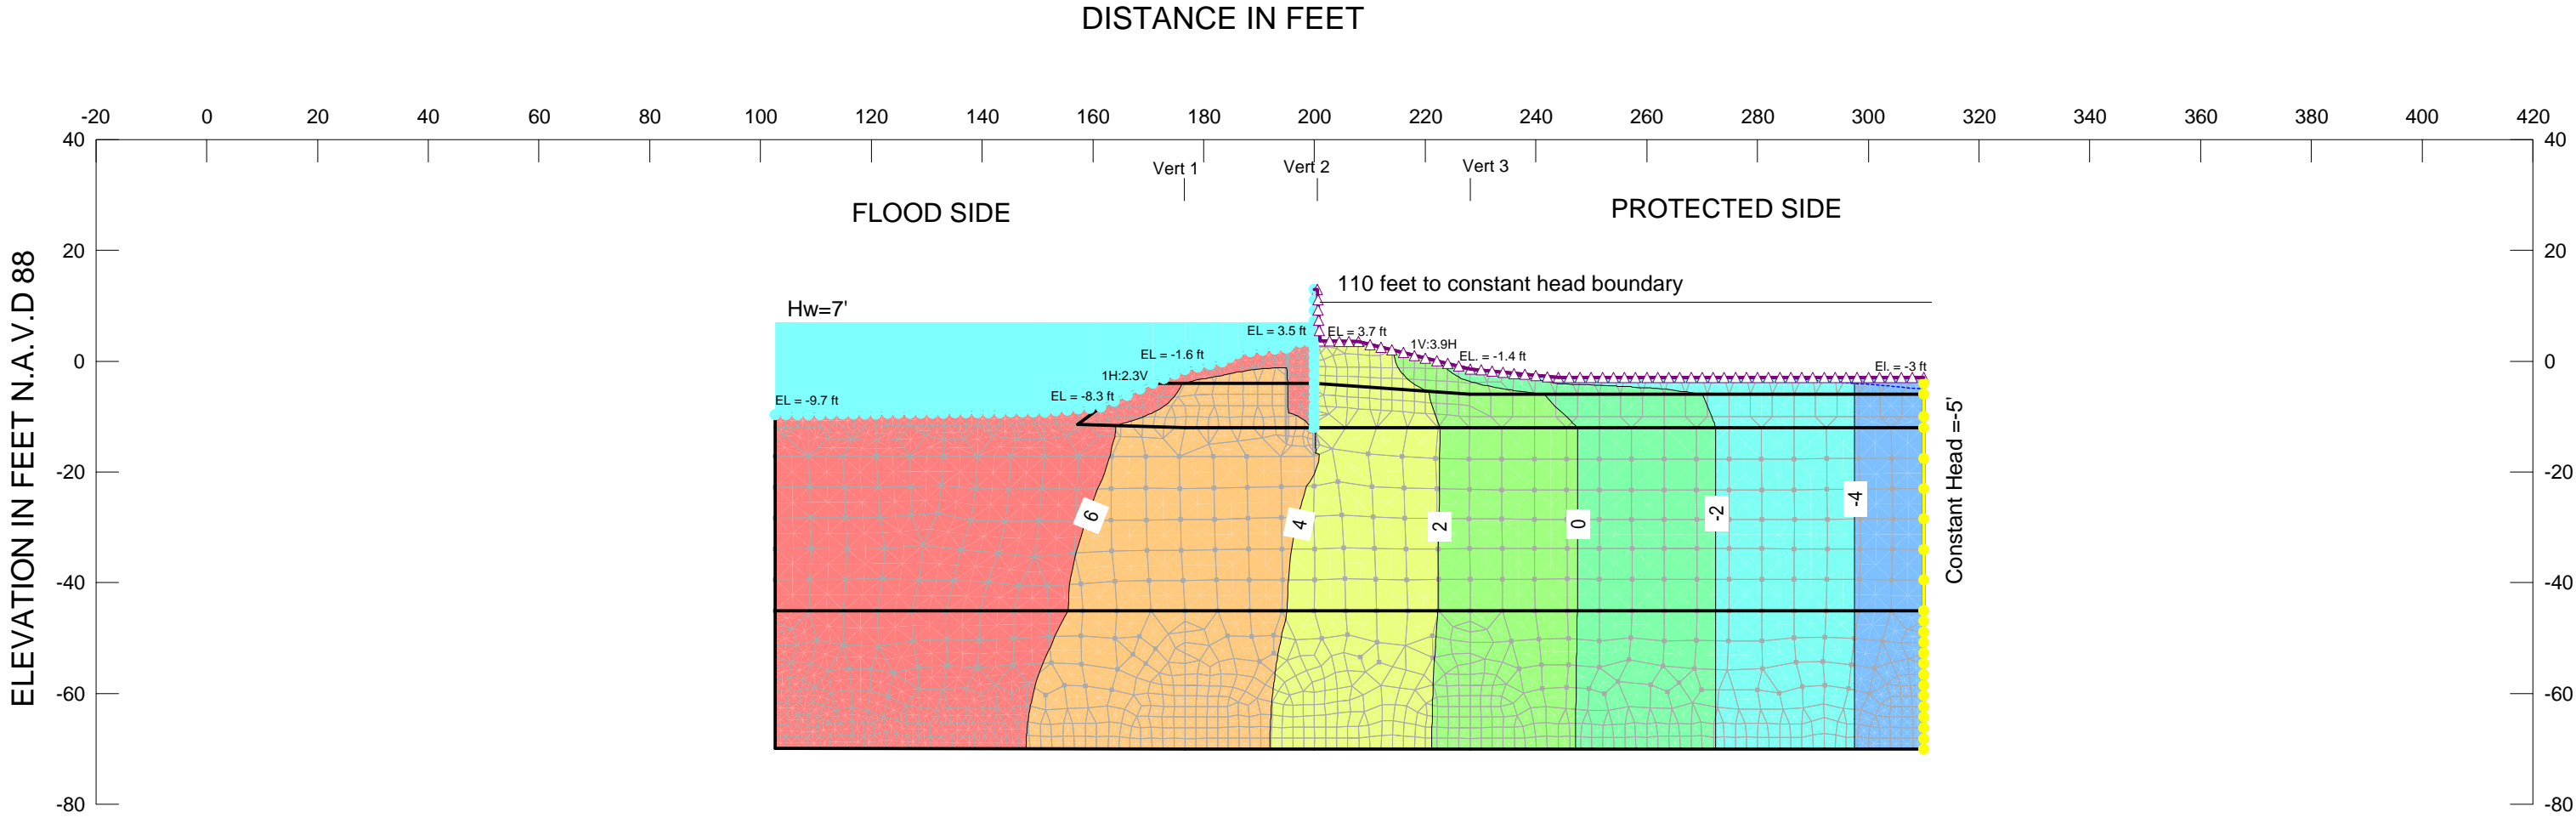 DISTANCE IN FEET
-20 0 20 40 60 80 100 120 140 160 180 200 220 240 260 280 300 320 340 360 380 400 420
40 40
Vert 1 Vert 2 Vert 3
FLOOD SIDE PROTECTED SIDE
20 20
110 feet to constant head boundary
Hw=7'
EL = 3.5 ft EL = 3.7 ft
1V:3.9H
EL = -1.6 ft EL. = -1.4 ft
0 0
El. = -3 ft
1H:2.3V
EL = -9.7 ft EL = -8.3 ft
-20 -20
6 4 2 0 -2 -4
-40 -40
-60 -60
-80 -80
ELEVATION IN FEET N.A.V.D 88
Constant Head =-5'